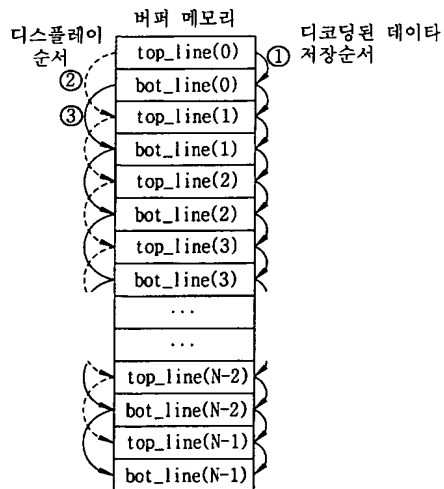 버퍼 메모리
디스플레이
순서
디코딩된 데이타
저장순서
①
②
③
top_line(0)
bot_line(0)
top_line(1)
bot_line(1)
top_line(2)
bot_line(2)
top_line(3)
bot_line(3)
...
...
top_line(N-2)
bot_line(N-2)
top_line(N-1)
bot_line(N-1)